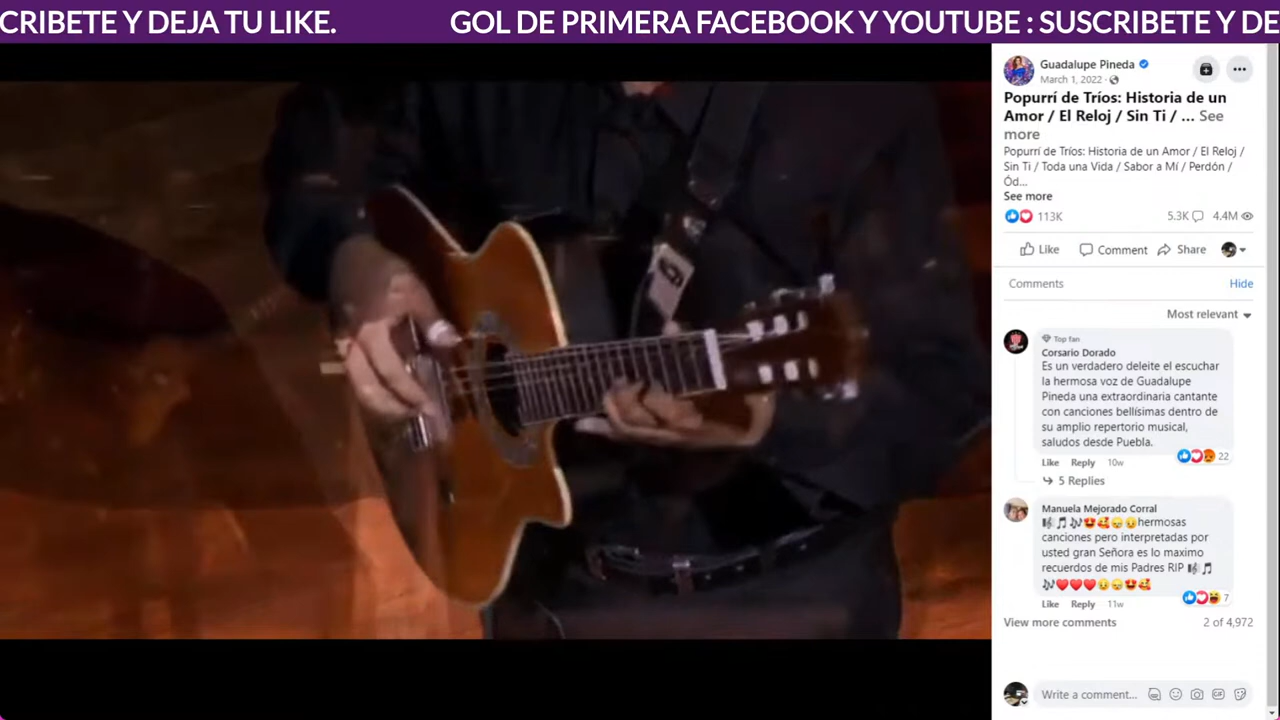 CRIBETE Y DEJA TU LIKE. GOL DE PRIMERA FACEBOOK Y YOUTUBE : SUSCRIBETE Y DE
Guadalupe Pineda
March 1, 2022 ·
Popurrí de Tríos: Historia de un
Amor / El Reloj / Sin Ti / ... See
more
Popurrí de Tríos: Historia de un Amor / El Reloj /
Sin Ti / Toda una Vida / Sabor a Mí / Perdón /
Ód...
See more
113K 5.3K 4.4M
Like Comment Share
Comments Hide
Most relevant
Top fan
Corsario Dorado
Es un verdadero deleite el escuchar
la hermosa voz de Guadalupe
Pineda una extraordinaria cantante
con canciones bellísimas dentro de
su amplio repertorio musical,
saludos desde Puebla.
Like Reply 10w 22
5 Replies
Manuela Mejorado Corral
🎼🎵🎶🤩🥰😞😔hermosas
canciones pero interpretadas por
usted gran Señora es lo maximo
recuerdos de mis Padres RIP 🎼🎵
🎶❤️❤️❤️😔😞🤩🥰
Like Reply 11w 7
View more comments 2 of 4,972
Write a comment... GIF